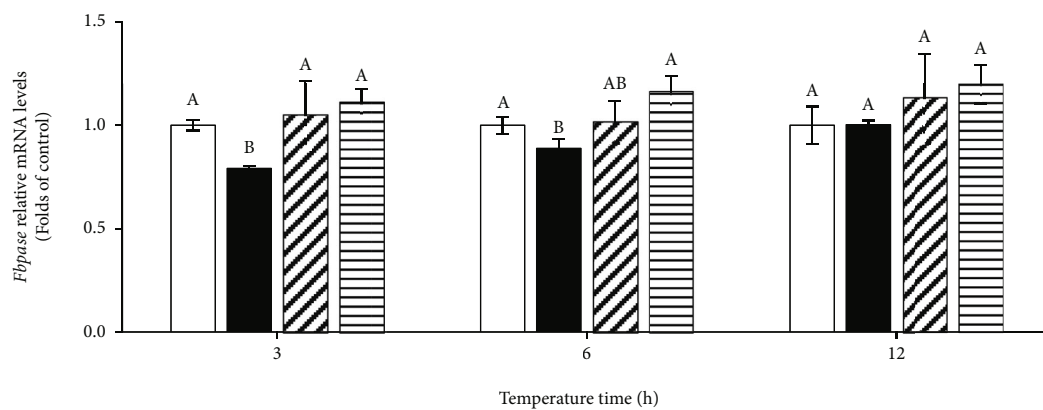 Fbpase relative mRNA levels
(Folds of control)
1.5
1.0
0.5
0.0
A
B
A
A
A
B
AB
A
A
A
A
A
3
6
12
Temperature time (h)